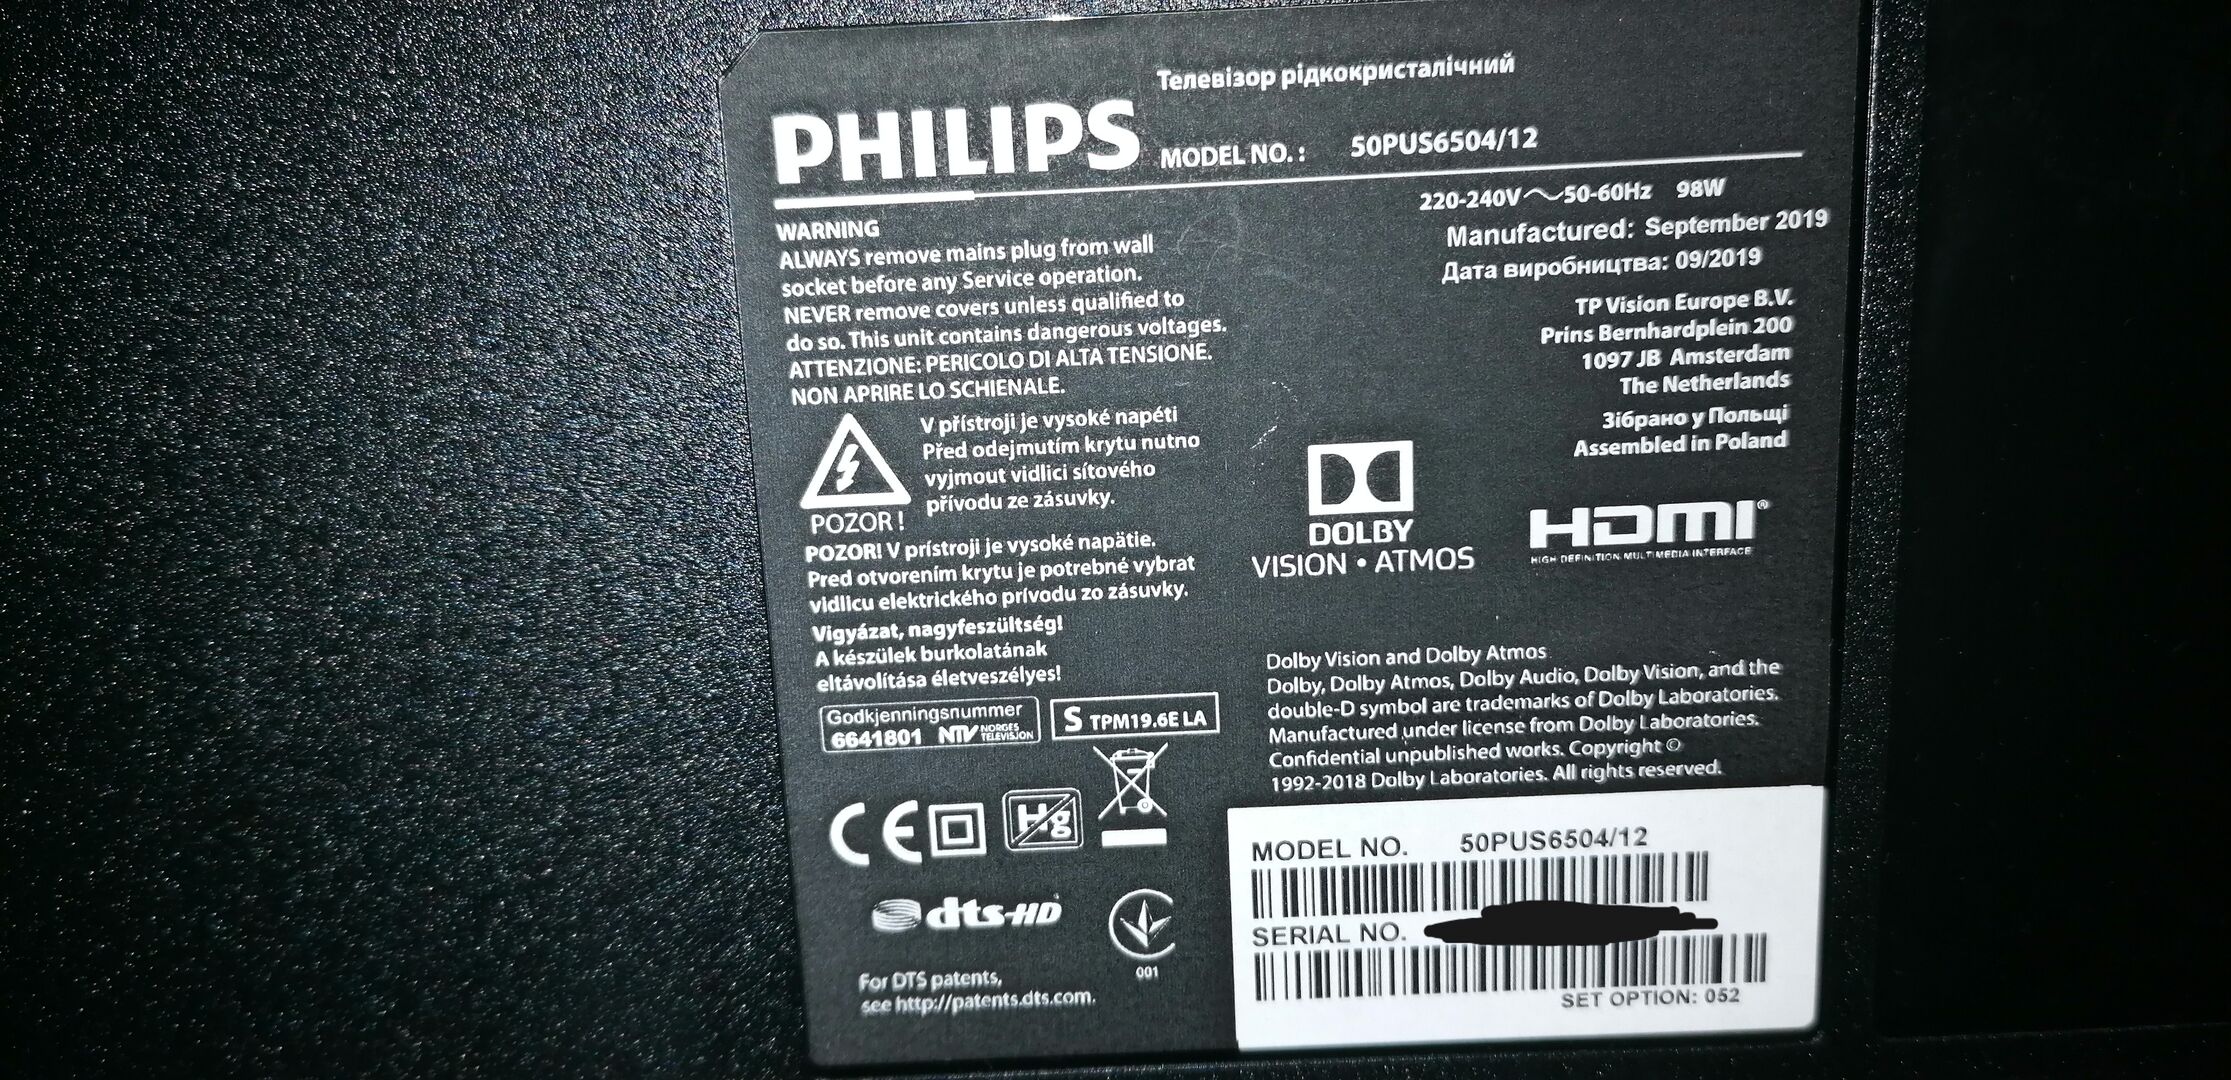 Телевізор рідкокристалічний
PHILIPS
MODEL NO. : 50PUS6504/12
220-240V～50-60Hz 98W
Manufactured: September 2019
Дата виробництва: 09/2019
TP Vision Europe B.V.
Prins Bernhardplein 200
1097 JB Amsterdam
The Netherlands
Зібрано у Польщі
Assembled in Poland
WARNING
ALWAYS remove mains plug from wall
socket before any Service operation.
NEVER remove covers unless qualified to
do so. This unit contains dangerous voltages.
ATTENZIONE: PERICOLO DI ALTA TENSIONE.
NON APRIRE LO SCHIENALE.
V přístroji je vysoké napéti
Před odejmutím krytu nutno
vyjmout vidlici sítového
přívodu ze zásuvky.
POZOR !
POZOR! V prístroji je vysoké napätie.
Pred otvorením krytu je potrebné vybrat
vidlicu elektrického prívodu zo zásuvky.
Vigyázat, nagyfeszültség!
A készülek burkolatának
eltávolítása életveszélyes!
Godkjenningsnummer
6641801 NTV NORGES
TELEVISJON
S TPM19.6E LA
CE
Hg
dts-HD
001
For DTS patents,
see http://patents.dts.com.
DOLBY
VISION • ATMOS
HDMI®
HIGH-DEFINITION MULTIMEDIA INTERFACE
Dolby Vision and Dolby Atmos
Dolby, Dolby Atmos, Dolby Audio, Dolby Vision, and the
double-D symbol are trademarks of Dolby Laboratories.
Manufactured under license from Dolby Laboratories.
Confidential unpublished works. Copyright ©
1992-2018 Dolby Laboratories. All rights reserved.
MODEL NO. 50PUS6504/12
SERIAL NO.
SET OPTION: 052